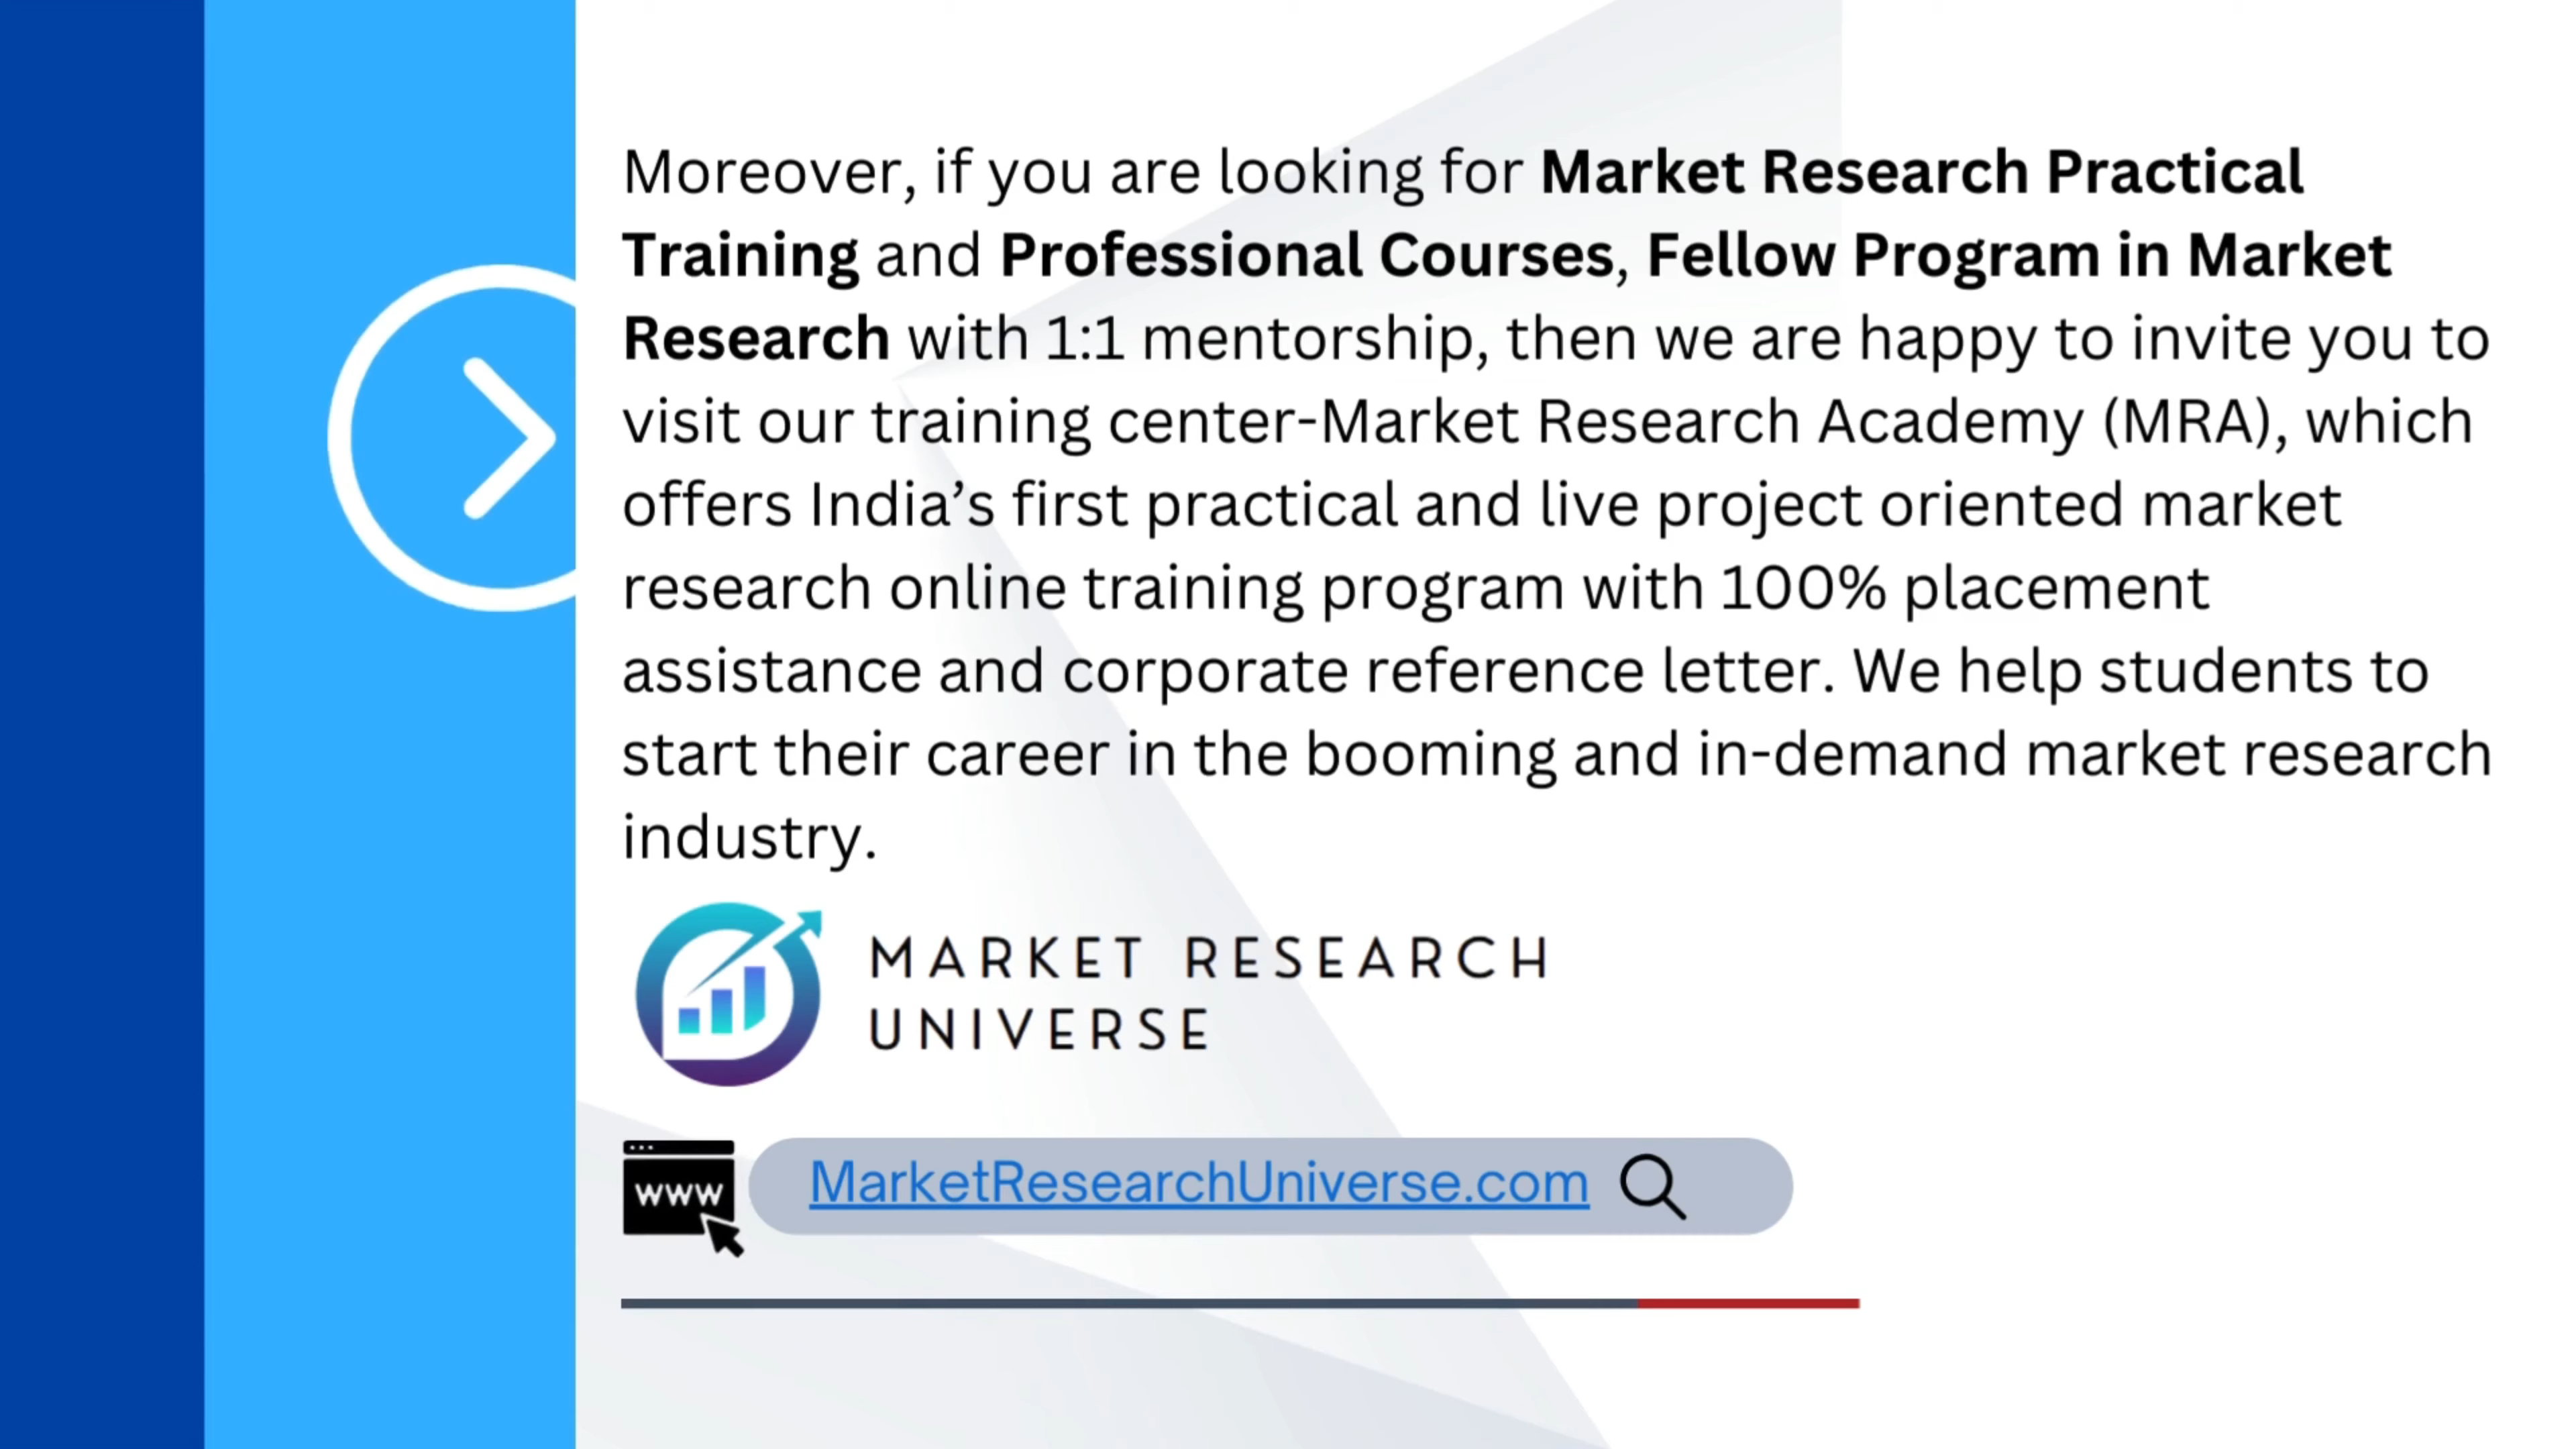 Moreover, if you are looking for Market Research Practical
Training and Professional Courses, Fellow Program in Market
Research with 1:1 mentorship, then we are happy to invite you to
visit our training center-Market Research Academy (MRA), which
offers India’s first practical and live project oriented market
research online training program with 100% placement
assistance and corporate reference letter. We help students to
start their career in the booming and in-demand market research
industry.
MARKET RESEARCH
UNIVERSE
www
MarketResearchUniverse.com